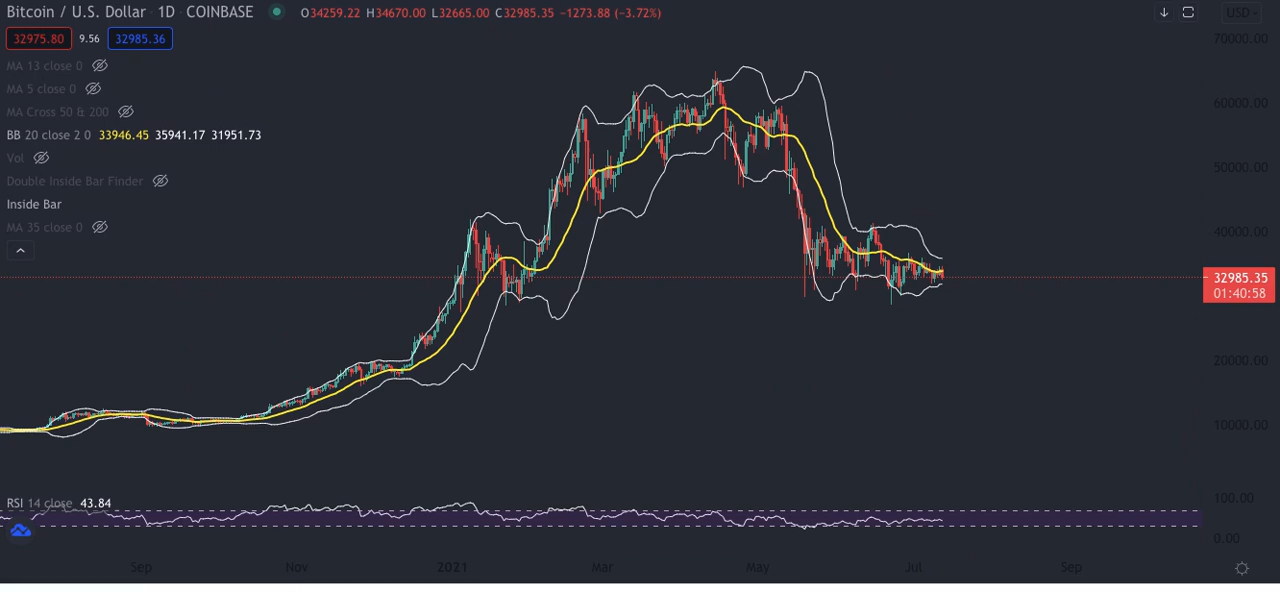 Bitcoin / U.S. Dollar 1D COINBASE O34259.22 H34670.00 L32665.00 C32985.35 −1273.88 (−3.72%) USD
32975.80 9.56 32985.36
MA 13 close 0
MA 5 close 0
MA Cross 50 & 200
BB 20 close 2 0 33946.45 35941.17 31951.73
Vol
Double Inside Bar Finder
Inside Bar
MA 35 close 0
70000.00
60000.00
50000.00
40000.00
32985.35
01:40:58
20000.00
10000.00
RSI 14 close 43.84
100.00
0.00
Sep Nov 2021 Mar May Jul Sep